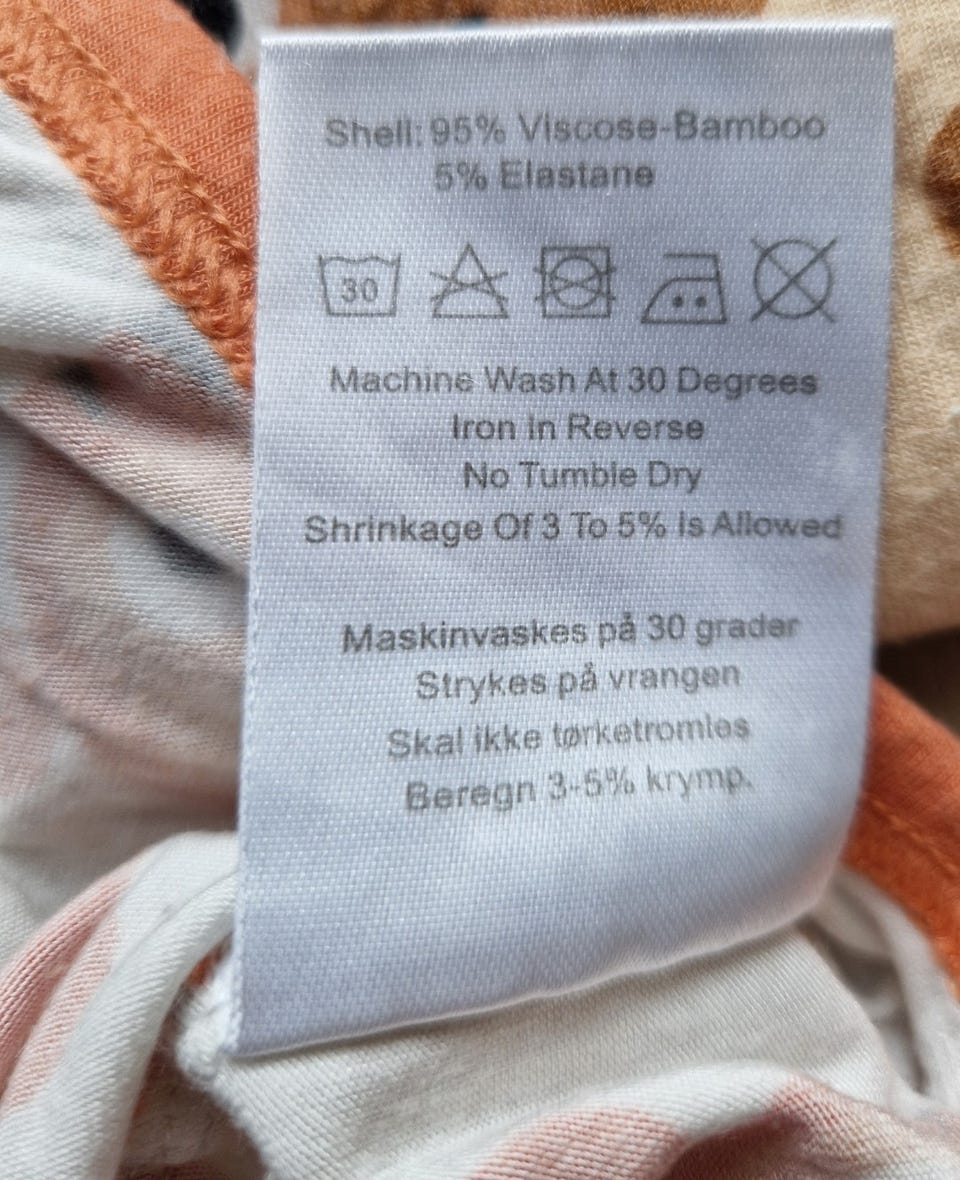 Shell: 95% Viscose-Bamboo
5% Elastane
30
Machine Wash At 30 Degrees
Iron In Reverse
No Tumble Dry
Shrinkage Of 3 To 5% Is Allowed
Maskinvaskes på 30 grader
Strykes på vrangen
Skal ikke tørketromles
Beregn 3-5% krymp.